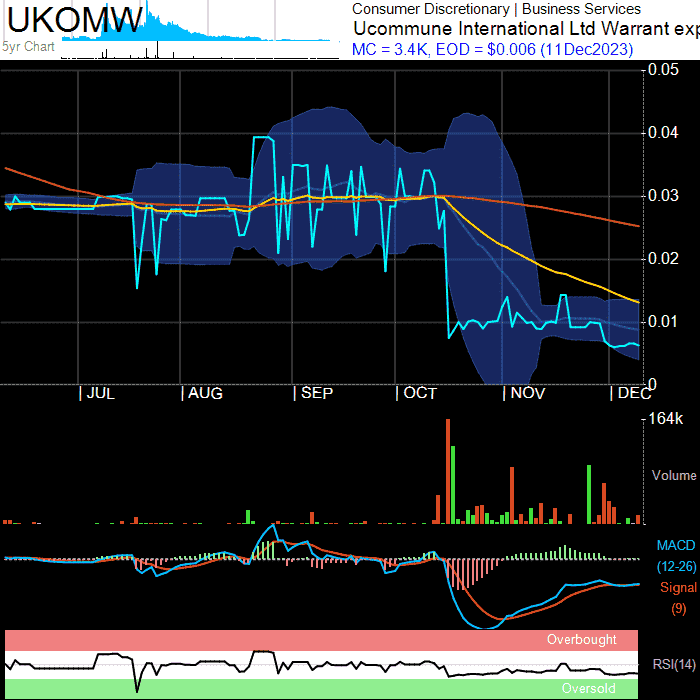 UKOMW
5yr Chart
Consumer Discretionary | Business Services
Ucommune International Ltd Warrant exp
MC = 3.4K, EOD = $0.006 (11Dec2023)
0.05
0.04
0.03
0.02
0.01
0
JUL
AUG
SEP
OCT
NOV
DEC
164k
Volume
MACD
(12-26)
Signal
(9)
Overbought
RSI(14)
Oversold